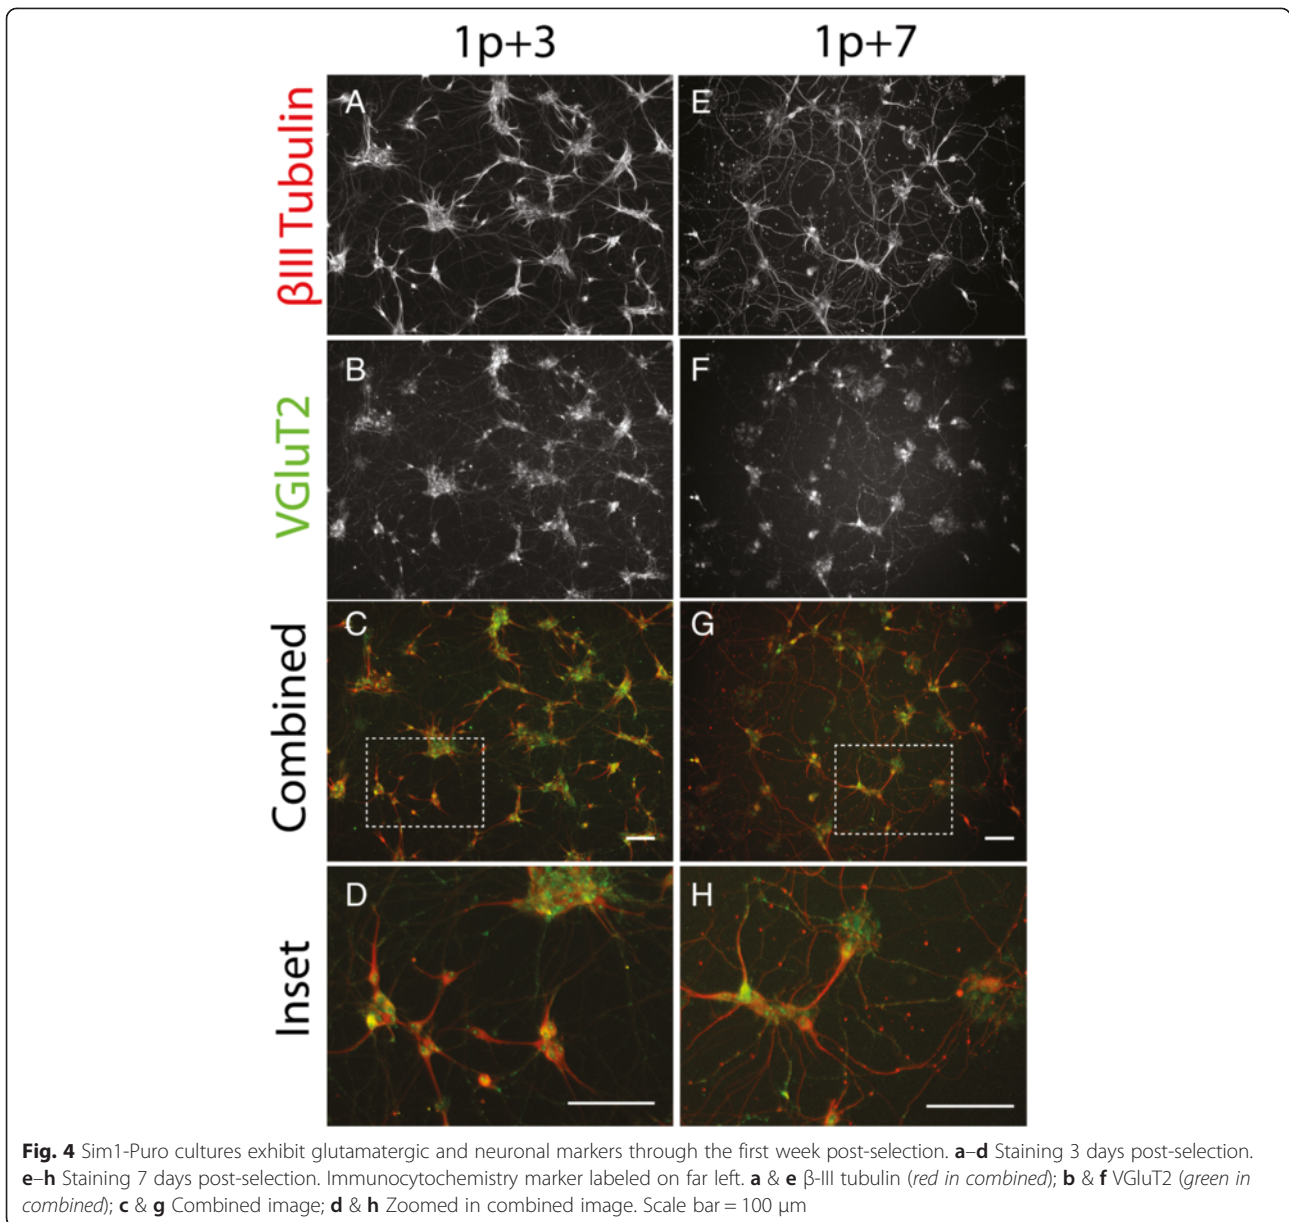 1p+3 1p+7
βIII Tubulin
A E
VGluT2
B F
Combined
C G
Inset
D H
Fig. 4 Sim1-Puro cultures exhibit glutamatergic and neuronal markers through the first week post-selection. a–d Staining 3 days post-selection.
e–h Staining 7 days post-selection. Immunocytochemistry marker labeled on far left. a & e β-III tubulin (red in combined); b & f VGluT2 (green in
combined); c & g Combined image; d & h Zoomed in combined image. Scale bar = 100 μm